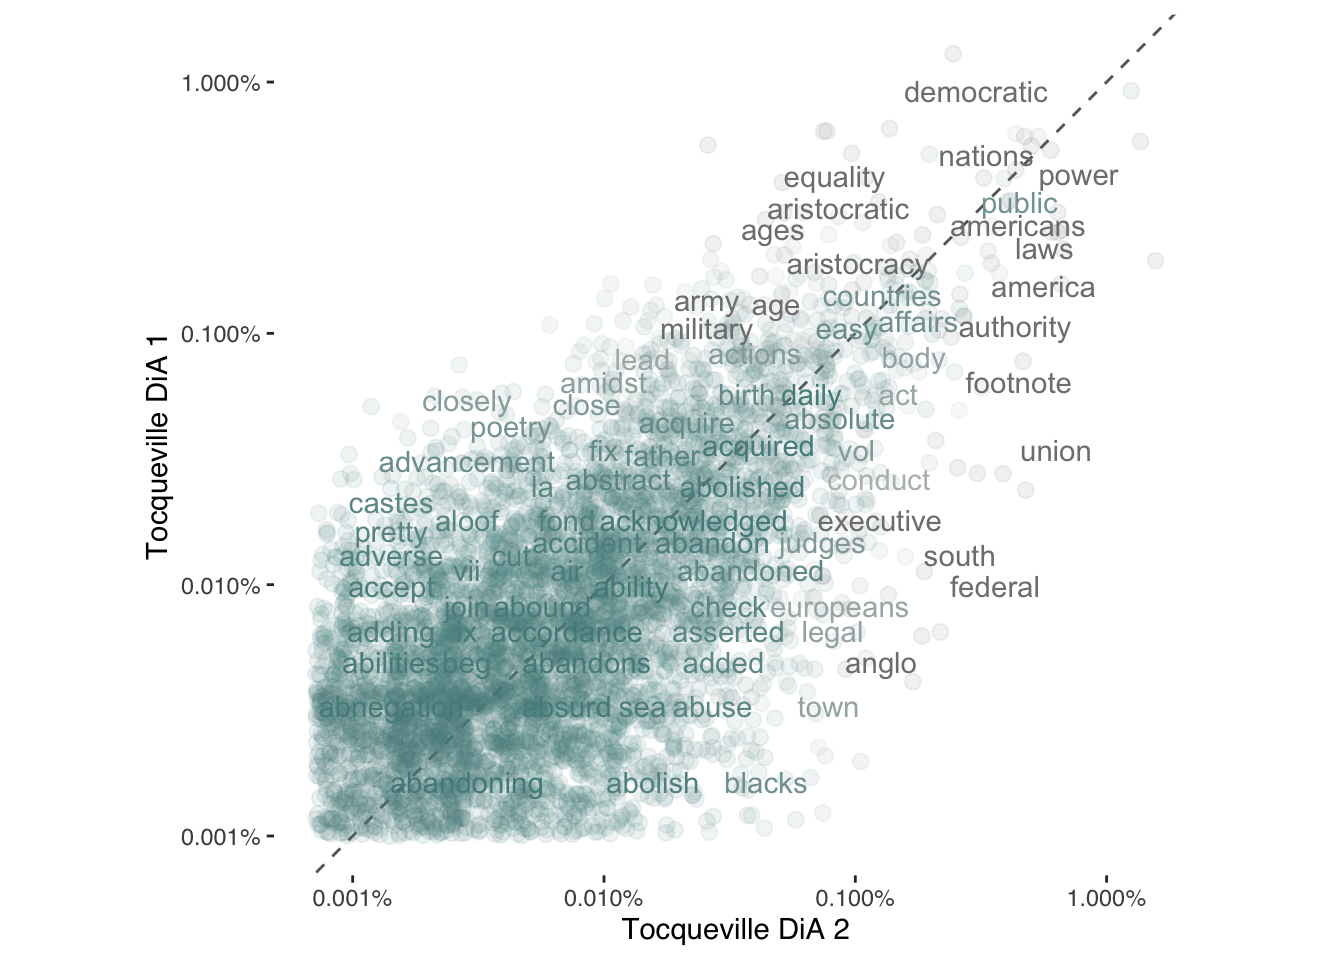 1.000%
democratic
nations
power
equality
public
aristocratic
americans
ages
laws
aristocracy
america
countries
army
age
affairs
authority
0.100%
military
easy
lead
actions
body
amidst
footnote
closely
close
birth
daily
act
poetry
acquire
absolute
advancement
fix
father
acquired
vol
union
la
abstract
abolished
conduct
castes
aloof
fond
acknowledged
executive
pretty
adverse
cut
accident
abandon
judges
south
vii
air
abandoned
0.010%
accept
ability
federal
join
abound
check
europeans
adding
ix
accordance
asserted
legal
abilities
beg
abandons
added
anglo
abnegation
absurd
sea
abuse
town
abandoning
abolish
blacks
0.001%
Tocqueville DiA 1
0.001%
0.010%
0.100%
1.000%
Tocqueville DiA 2